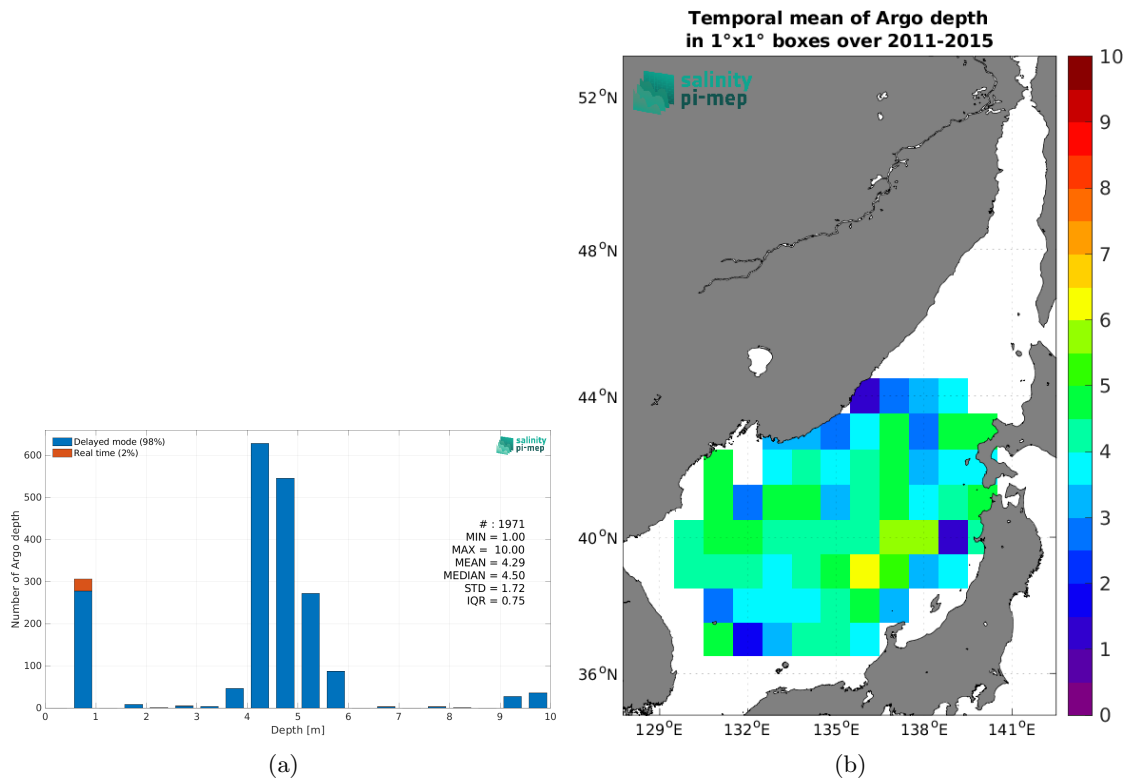 Temporal mean of Argo depth
in 1°x1° boxes over 2011-2015
salinity
pi-mep
52°N
48°N
44°N
40°N
36°N
129°E
132°E
135°E
138°E
141°E
10
9
8
7
6
5
4
3
2
1
0
Delayed mode (98%)
Real time (2%)
salinity
pi-mep
# : 1971
MIN = 1.00
MAX = 10.00
MEAN = 4.29
MEDIAN = 4.50
STD = 1.72
IQR = 0.75
Number of Argo depth
600
500
400
300
200
100
0
0 1 2 3 4 5 6 7 8 9 10
Depth [m]
(a)
(b)